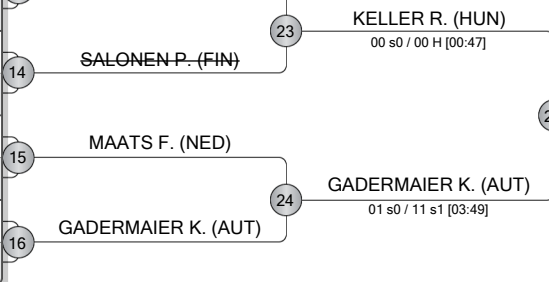 KELLER R. (HUN)
23
00 s0 / 00 H [00:47]
SALONEN P. (FIN)
14
MAATS F. (NED)
15
GADERMAIER K. (AUT)
24
01 s0 / 11 s1 [03:49]
GADERMAIER K. (AUT)
16